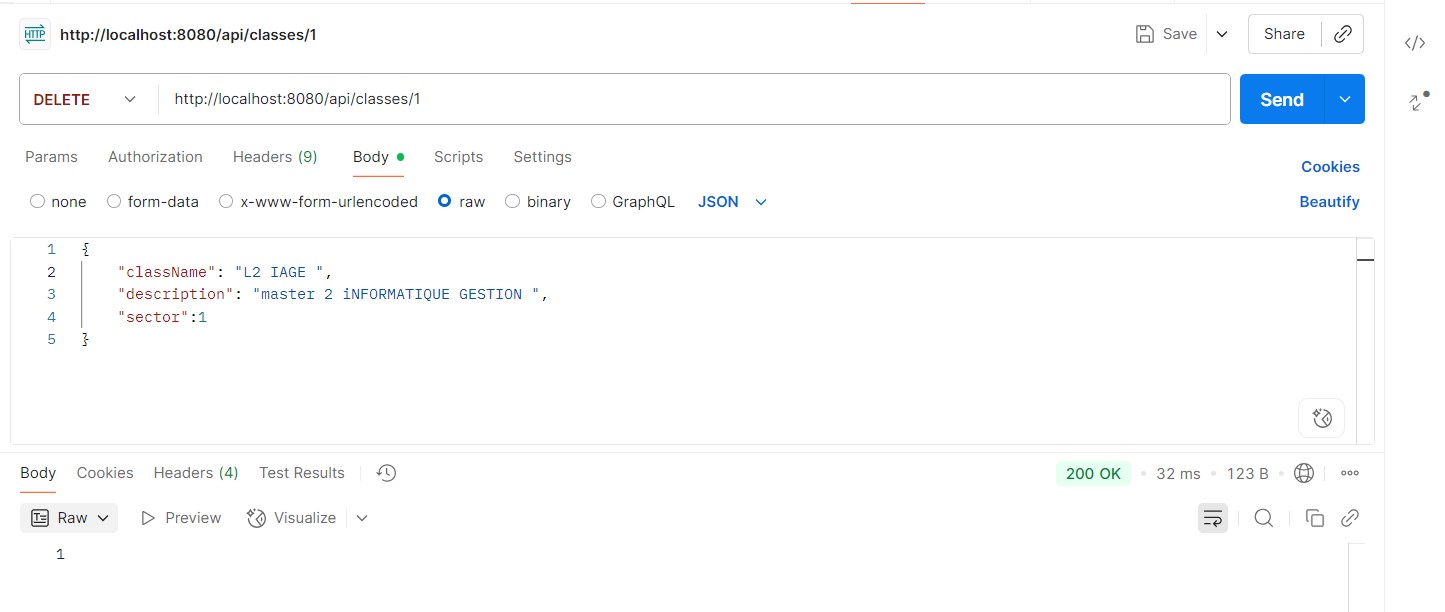 HTTP http://localhost:8080/api/classes/1 Save Share
DELETE http://localhost:8080/api/classes/1 Send
Params Authorization Headers (9) Body Scripts Settings Cookies
none form-data x-www-form-urlencoded raw binary GraphQL JSON Beautify
1 {
2 "className": "L2 IAGE ",
3 "description": "master 2 iNFORMATIQUE GESTION ",
4 "sector":1
5 }
Body Cookies Headers (4) Test Results 200 OK 32 ms 123 B
Raw Preview Visualize
1